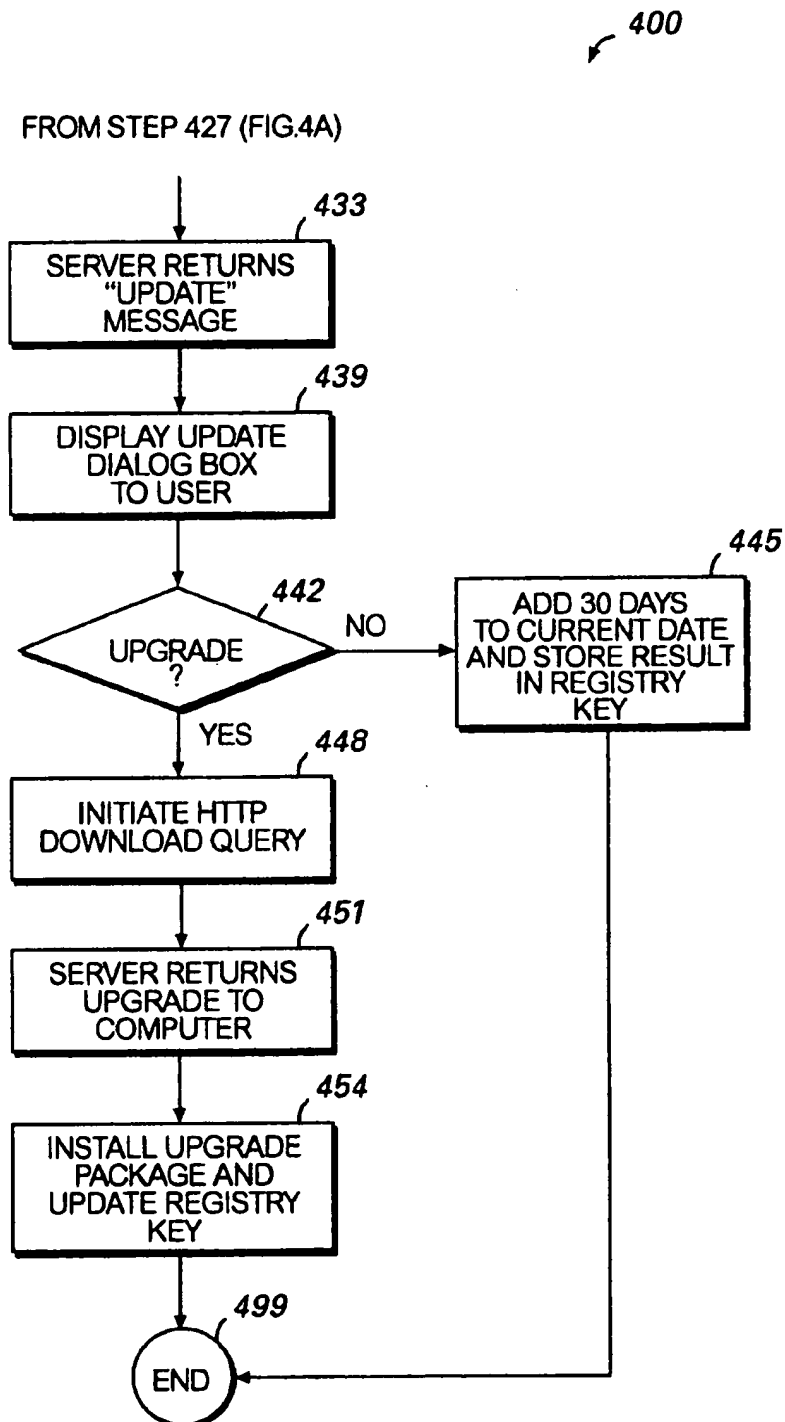 400
FROM STEP 427 (FIG.4A)
433
SERVER RETURNS
“UPDATE”
MESSAGE
439
DISPLAY UPDATE
DIALOG BOX
TO USER
442
UPGRADE
?
NO
445
ADD 30 DAYS
TO CURRENT DATE
AND STORE RESULT
IN REGISTRY
KEY
YES
448
INITIATE HTTP
DOWNLOAD QUERY
451
SERVER RETURNS
UPGRADE TO
COMPUTER
454
INSTALL UPGRADE
PACKAGE AND
UPDATE REGISTRY
KEY
499
END